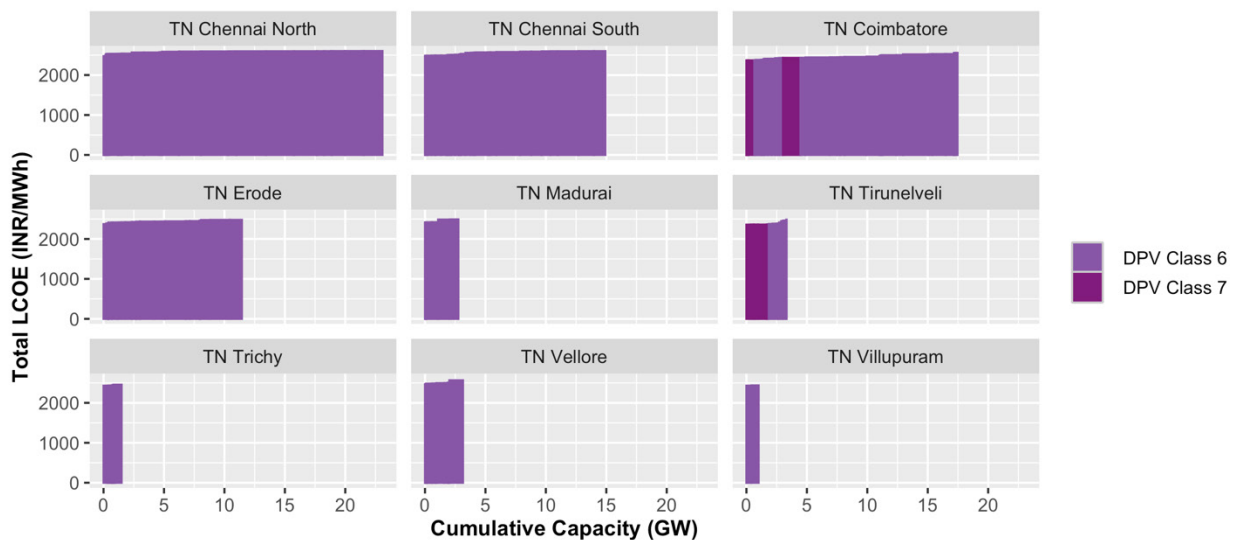 TN Chennai North
TN Chennai South
TN Coimbatore
2000
1000
0
TN Erode
TN Madurai
TN Tirunelveli
2000
1000
0
TN Trichy
TN Vellore
TN Villupuram
2000
1000
0
0 5 10 15 20
0 5 10 15 20
0 5 10 15 20
Total LCOE (INR/MWh)
Cumulative Capacity (GW)
DPV Class 6
DPV Class 7